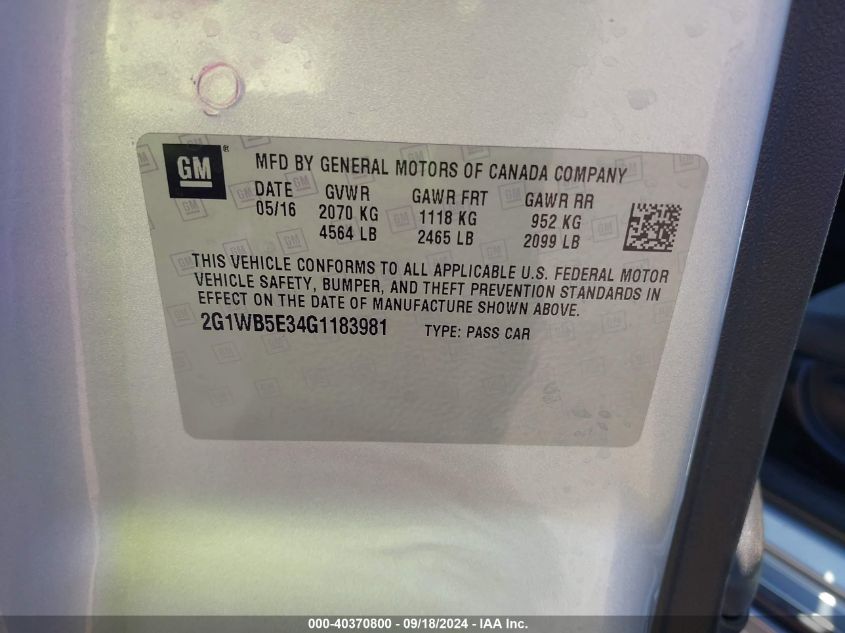 GM® MFD BY GENERAL MOTORS OF CANADA COMPANY
DATE GVWR GAWR FRT GAWR RR
05/16 2070 KG 1118 KG 952 KG
4564 LB 2465 LB 2099 LB
THIS VEHICLE CONFORMS TO ALL APPLICABLE U.S. FEDERAL MOTOR
VEHICLE SAFETY, BUMPER, AND THEFT PREVENTION STANDARDS IN
EFFECT ON THE DATE OF MANUFACTURE SHOWN ABOVE.
2G1WB5E34G1183981 TYPE: PASS CAR
000-40370800 - 09/18/2024 - IAA Inc.